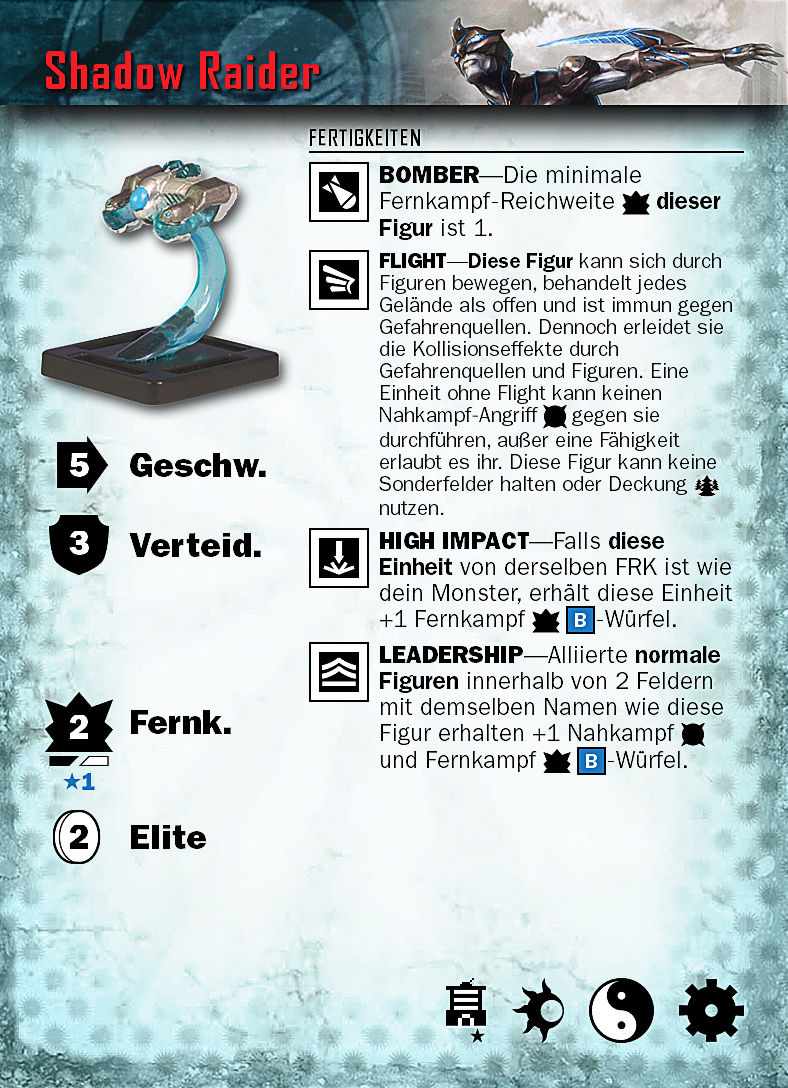 Shadow Raider
FERTIGKEITEN
BOMBER—Die minimale
Fernkampf-Reichweite dieser
Figur ist 1.
FLIGHT—Diese Figur kann sich durch
Figuren bewegen, behandelt jedes
Gelände als offen und ist immun gegen
Gefahrenquellen. Dennoch erleidet sie
die Kollisionseffekte durch
Gefahrenquellen und Figuren. Eine
Einheit ohne Flight kann keinen
Nahkampf-Angriff gegen sie
durchführen, außer eine Fähigkeit
erlaubt es ihr. Diese Figur kann keine
Sonderfelder halten oder Deckung
nutzen.
HIGH IMPACT—Falls diese
Einheit von derselben FRK ist wie
dein Monster, erhält diese Einheit
+1 Fernkampf B-Würfel.
LEADERSHIP—Alliierte normale
Figuren innerhalb von 2 Feldern
mit demselben Namen wie diese
Figur erhalten +1 Nahkampf
und Fernkampf B-Würfel.
5 Geschw.
3 Verteid.
2 Fernk.
★1
2 Elite